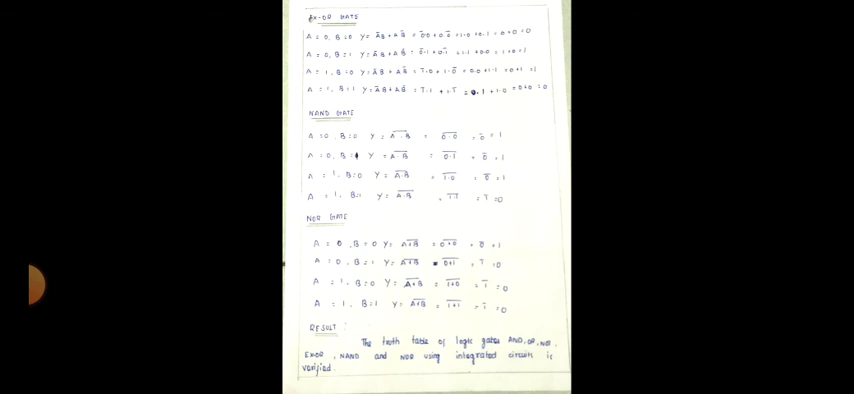 EX-OR GATE
A = 0, B=0 Y= A̅B + AB̅ = 0̅·0 + 0·0̅ = 1·0 + 0·1 = 0+0 = 0
A = 0, B=1 Y= A̅B + AB̅ = 0̅·1 + 0·1̅ = 1·1 + 0·0 = 1+0 = 1
A = 1, B=0 Y= A̅B + AB̅ = 1̅·0 + 1·0̅ = 0·0 + 1·1 = 0+1 = 1
A = 1, B=1 Y= A̅B + AB̅ = 1̅·1 + 1·1̅ = 0·1 + 1·0 = 0+0 = 0
NAND GATE
A=0, B=0 Y = A̅·̅B̅ = 0̅·̅0̅ = 0̅ = 1
A=0, B=1 Y = A̅·̅B̅ = 0̅·̅1̅ = 0̅ = 1
A = 1, B=0 Y= A̅·̅B̅ = 1̅·̅0̅ = 0̅ = 1
A = 1, B=1 Y= A̅·̅B̅ = 1̅·̅1̅ = 1̅ = 0
NOR GATE
A = 0, B=0 Y= A̅+̅B̅ = 0̅+̅0̅ = 0̅ = 1
A = 0, B=1 Y= A̅+̅B̅ = 0̅+̅1̅ = 1̅ = 0
A = 1, B=0 Y= A̅+̅B̅ = 1̅+̅0̅ = 1̅ = 0
A = 1, B=1 Y= A̅+̅B̅ = 1̅+̅1̅ = 1̅ = 0
RESULT :
The truth table of logic gates AND, OR, NOT,
EX-OR, NAND and NOR using integrated circuits is
verified.